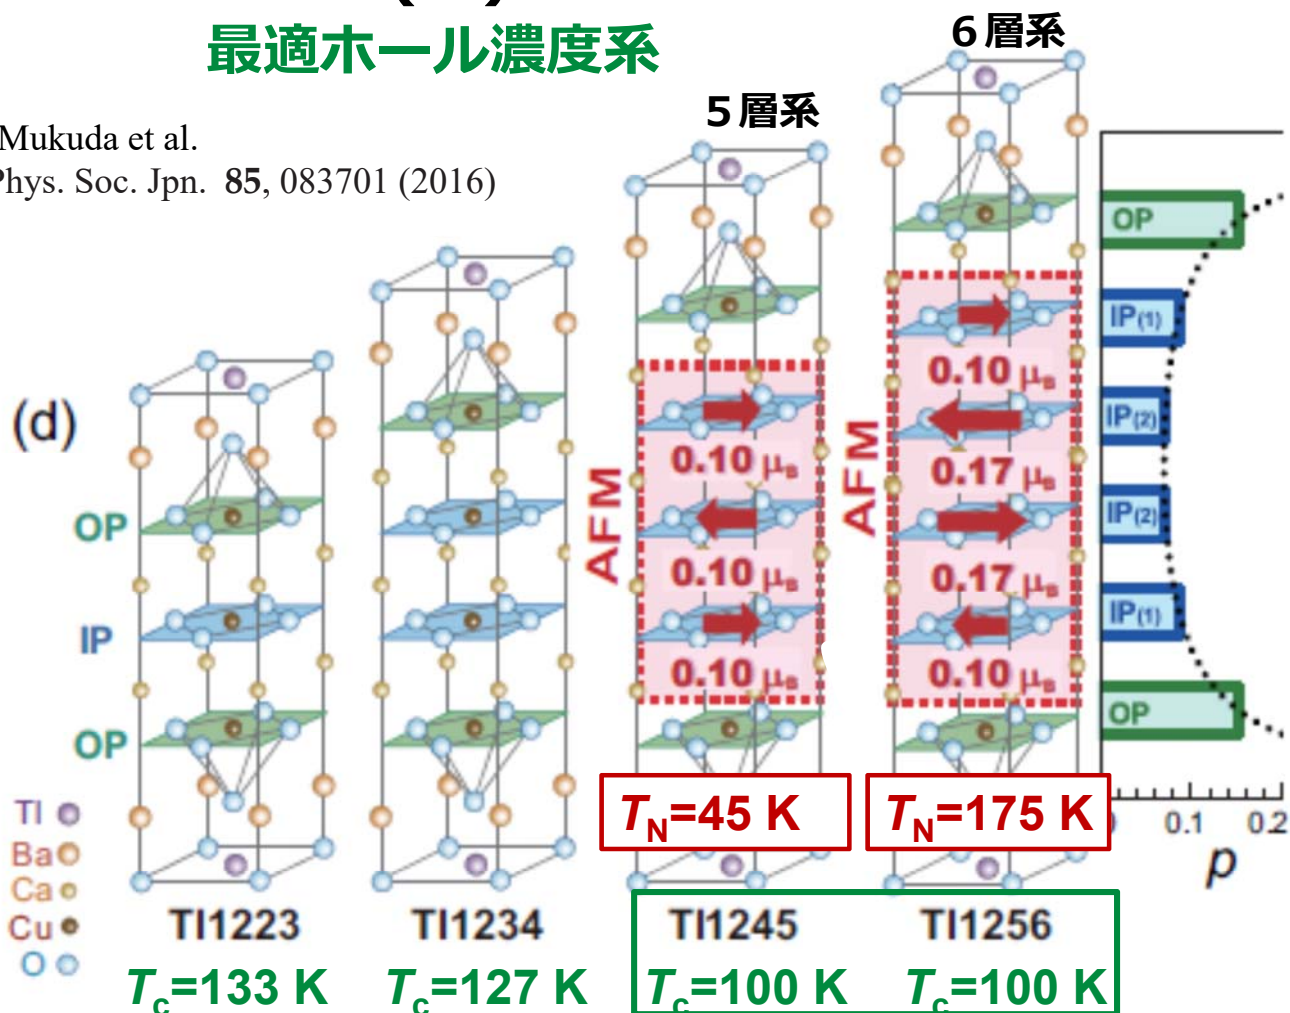 最適ホール濃度系
６層系
５層系
Mukuda et al.
Phys. Soc. Jpn. 85, 083701 (2016)
(d)
OP
IP
OP
AFM
0.10 μB
0.10 μB
0.10 μB
AFM
0.10 μB
0.17 μB
0.17 μB
0.10 μB
OP
IP(1)
IP(2)
IP(2)
IP(1)
OP
0.1 0.2
p
Tl
Ba
Ca
Cu
O
TN=45 K
TN=175 K
Tl1223 Tl1234 Tl1245 Tl1256
Tc=133 K Tc=127 K Tc=100 K Tc=100 K